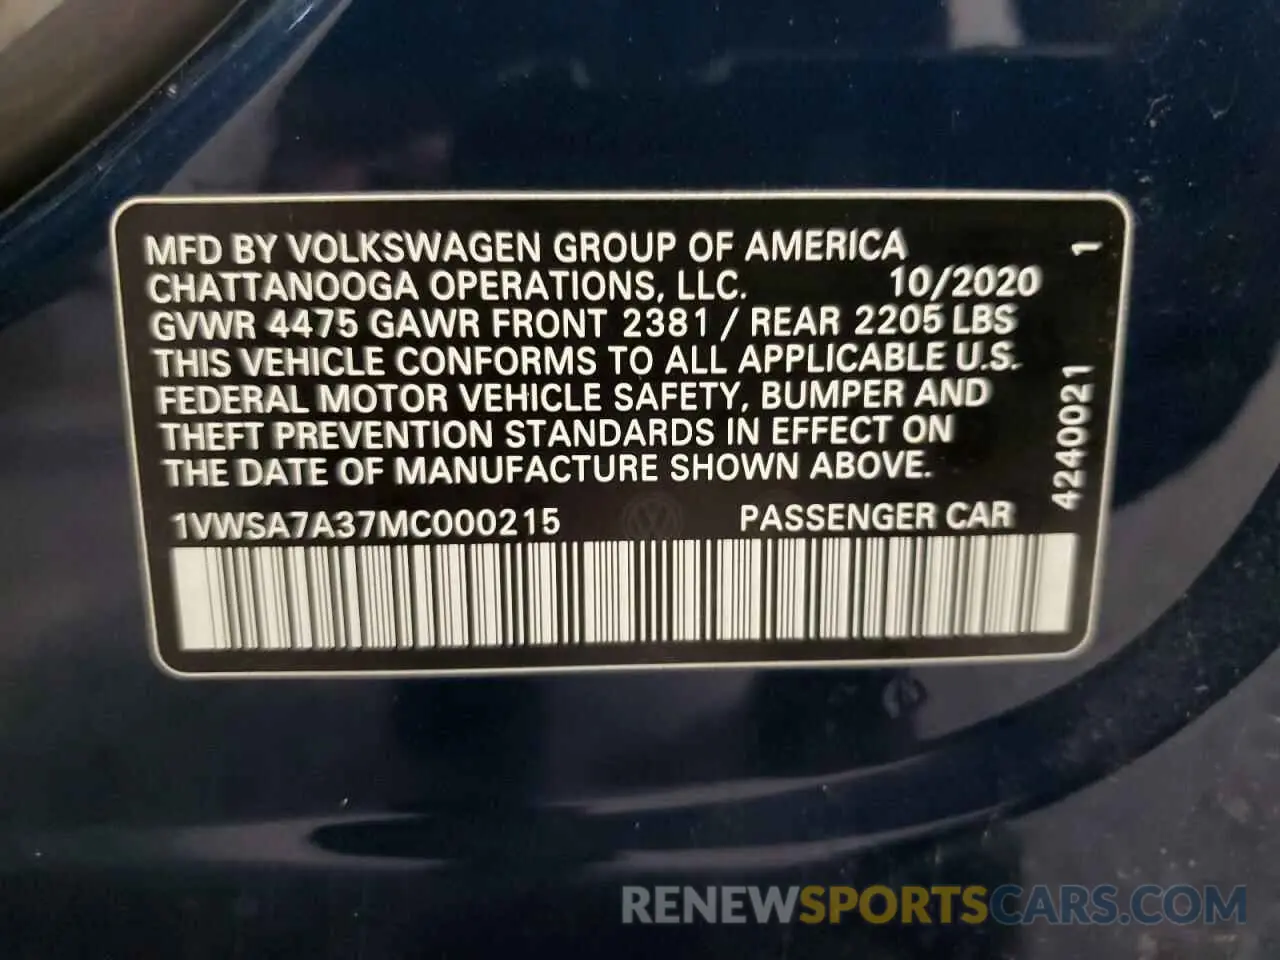 MFD BY VOLKSWAGEN GROUP OF AMERICA
CHATTANOOGA OPERATIONS, LLC. 10/2020
GVWR 4475 GAWR FRONT 2381 / REAR 2205 LBS
THIS VEHICLE CONFORMS TO ALL APPLICABLE U.S.
FEDERAL MOTOR VEHICLE SAFETY, BUMPER AND
THEFT PREVENTION STANDARDS IN EFFECT ON
THE DATE OF MANUFACTURE SHOWN ABOVE.
1VWSA7A37MC000215 PASSENGER CAR
4240021 1
RENEWSPORTSCARS.COM